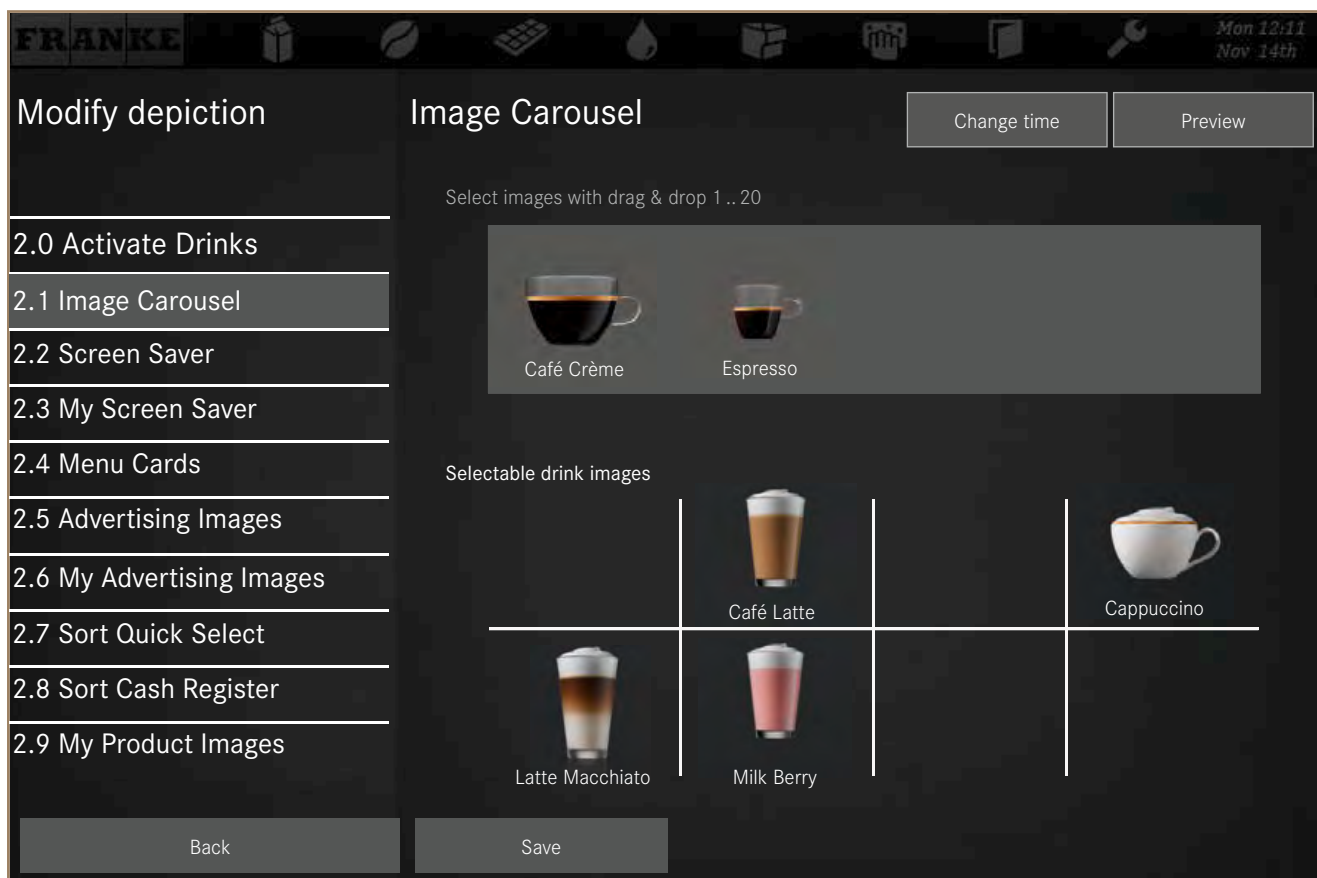 FRANKE
Mon 12:11
Nov 14th
Modify depiction
Image Carousel
Change time
Preview
Select images with drag & drop 1 .. 20
2.0 Activate Drinks
2.1 Image Carousel
2.2 Screen Saver
2.3 My Screen Saver
2.4 Menu Cards
2.5 Advertising Images
2.6 My Advertising Images
2.7 Sort Quick Select
2.8 Sort Cash Register
2.9 My Product Images
Café Crème
Espresso
Selectable drink images
Café Latte
Cappuccino
Latte Macchiato
Milk Berry
Back
Save